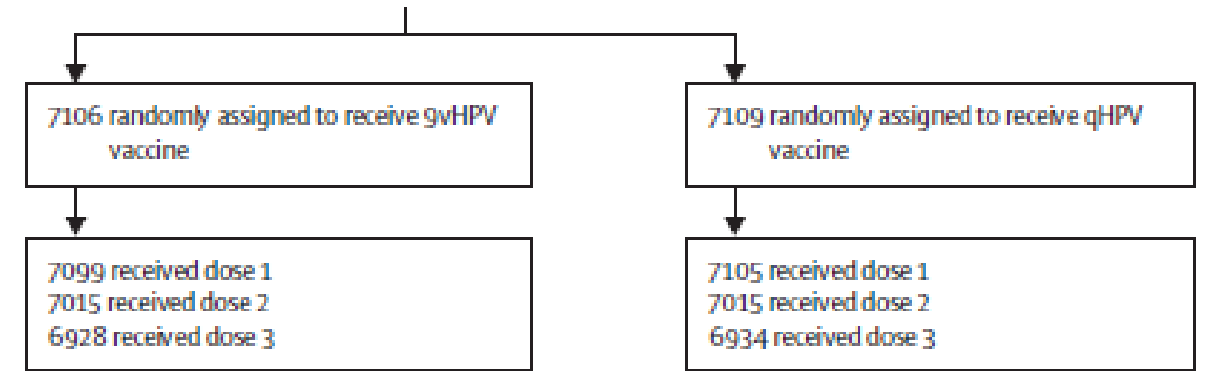 7106 randomly assigned to receive 9vHPV
vaccine
7109 randomly assigned to receive qHPV
vaccine
7099 received dose 1
7015 received dose 2
6928 received dose 3
7105 received dose 1
7015 received dose 2
6934 received dose 3